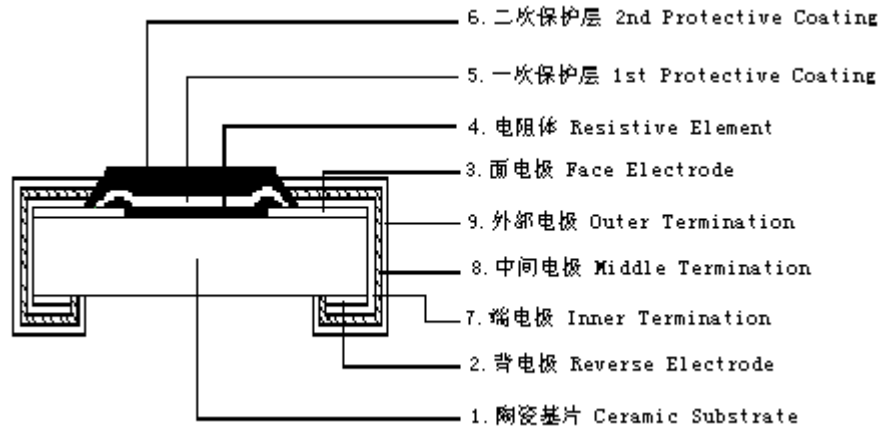 6. 二次保护层 2nd Protective Coating
5. 一次保护层 1st Protective Coating
4. 电阻体 Resistive Element
3. 面电极 Face Electrode
9. 外部电极 Outer Termination
8. 中间电极 Middle Termination
7. 端电极 Inner Termination
2. 背电极 Reverse Electrode
1. 陶瓷基片 Ceramic Substrate